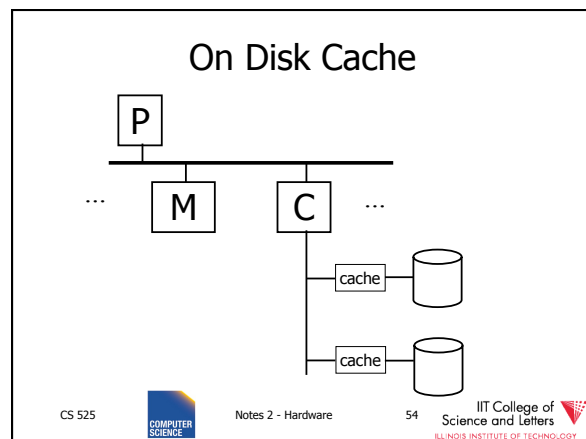 On Disk Cache
P
...
M
C
...
cache
cache
CS 525
COMPUTER
SCIENCE
Notes 2 - Hardware
54
IIT College of
Science and Letters
ILLINOIS INSTITUTE OF TECHNOLOGY